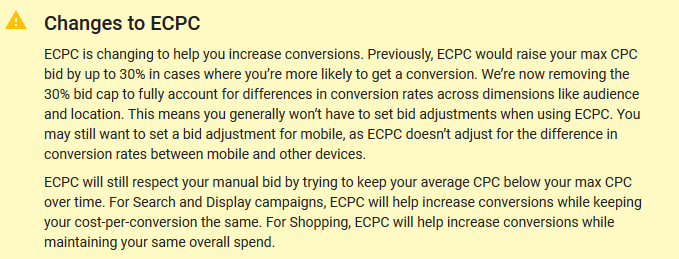 Changes to ECPC
ECPC is changing to help you increase conversions. Previously, ECPC would raise your max CPC
bid by up to 30% in cases where you’re more likely to get a conversion. We’re now removing the
30% bid cap to fully account for differences in conversion rates across dimensions like audience
and location. This means you generally won’t have to set bid adjustments when using ECPC. You
may still want to set a bid adjustment for mobile, as ECPC doesn’t adjust for the difference in
conversion rates between mobile and other devices.
ECPC will still respect your manual bid by trying to keep your average CPC below your max CPC
over time. For Search and Display campaigns, ECPC will help increase conversions while keeping
your cost-per-conversion the same. For Shopping, ECPC will help increase conversions while
maintaining your same overall spend.